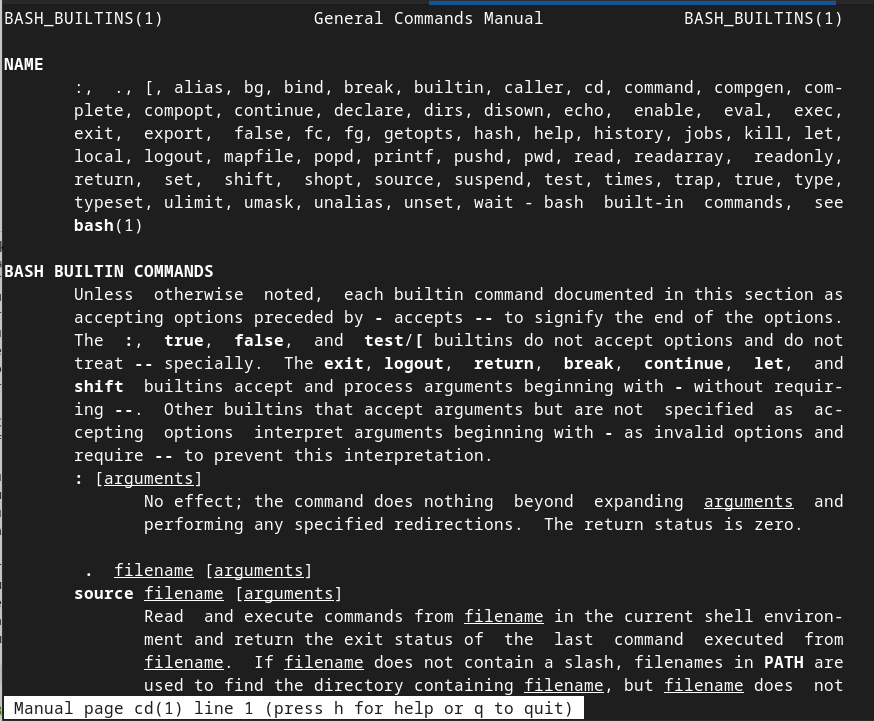 BASH_BUILTINS(1) General Commands Manual BASH_BUILTINS(1)
NAME
:, ., [, alias, bg, bind, break, builtin, caller, cd, command, compgen, com-
plete, compopt, continue, declare, dirs, disown, echo, enable, eval, exec,
exit, export, false, fc, fg, getopts, hash, help, history, jobs, kill, let,
local, logout, mapfile, popd, printf, pushd, pwd, read, readarray, readonly,
return, set, shift, shopt, source, suspend, test, times, trap, true, type,
typeset, ulimit, umask, unalias, unset, wait - bash built-in commands, see
bash(1)
BASH BUILTIN COMMANDS
Unless otherwise noted, each builtin command documented in this section as
accepting options preceded by - accepts -- to signify the end of the options.
The :, true, false, and test/[ builtins do not accept options and do not
treat -- specially. The exit, logout, return, break, continue, let, and
shift builtins accept and process arguments beginning with - without requir-
ing --. Other builtins that accept arguments but are not specified as ac-
cepting options interpret arguments beginning with - as invalid options and
require -- to prevent this interpretation.
: [arguments]
No effect; the command does nothing beyond expanding arguments and
performing any specified redirections. The return status is zero.
. filename [arguments]
source filename [arguments]
Read and execute commands from filename in the current shell environ-
ment and return the exit status of the last command executed from
filename. If filename does not contain a slash, filenames in PATH are
used to find the directory containing filename, but filename does not
Manual page cd(1) line 1 (press h for help or q to quit)